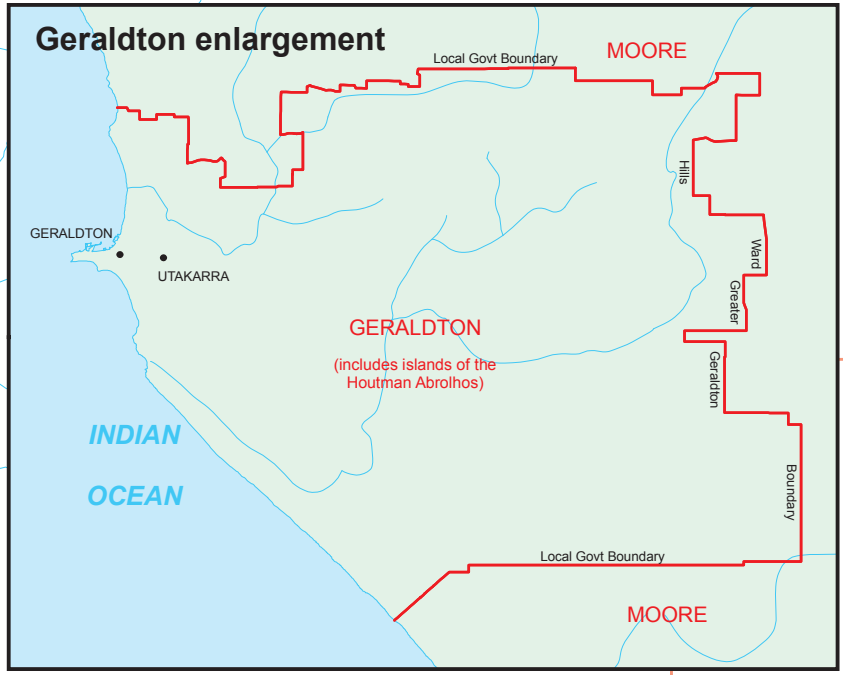 Geraldton enlargement
Local Govt Boundary
MOORE
Hills
GERALDTON
UTAKARRA
Ward
Greater
GERALDTON
(includes islands of the
Houtman Abrolhos)
Geraldton
INDIAN
OCEAN
Boundary
Local Govt Boundary
MOORE